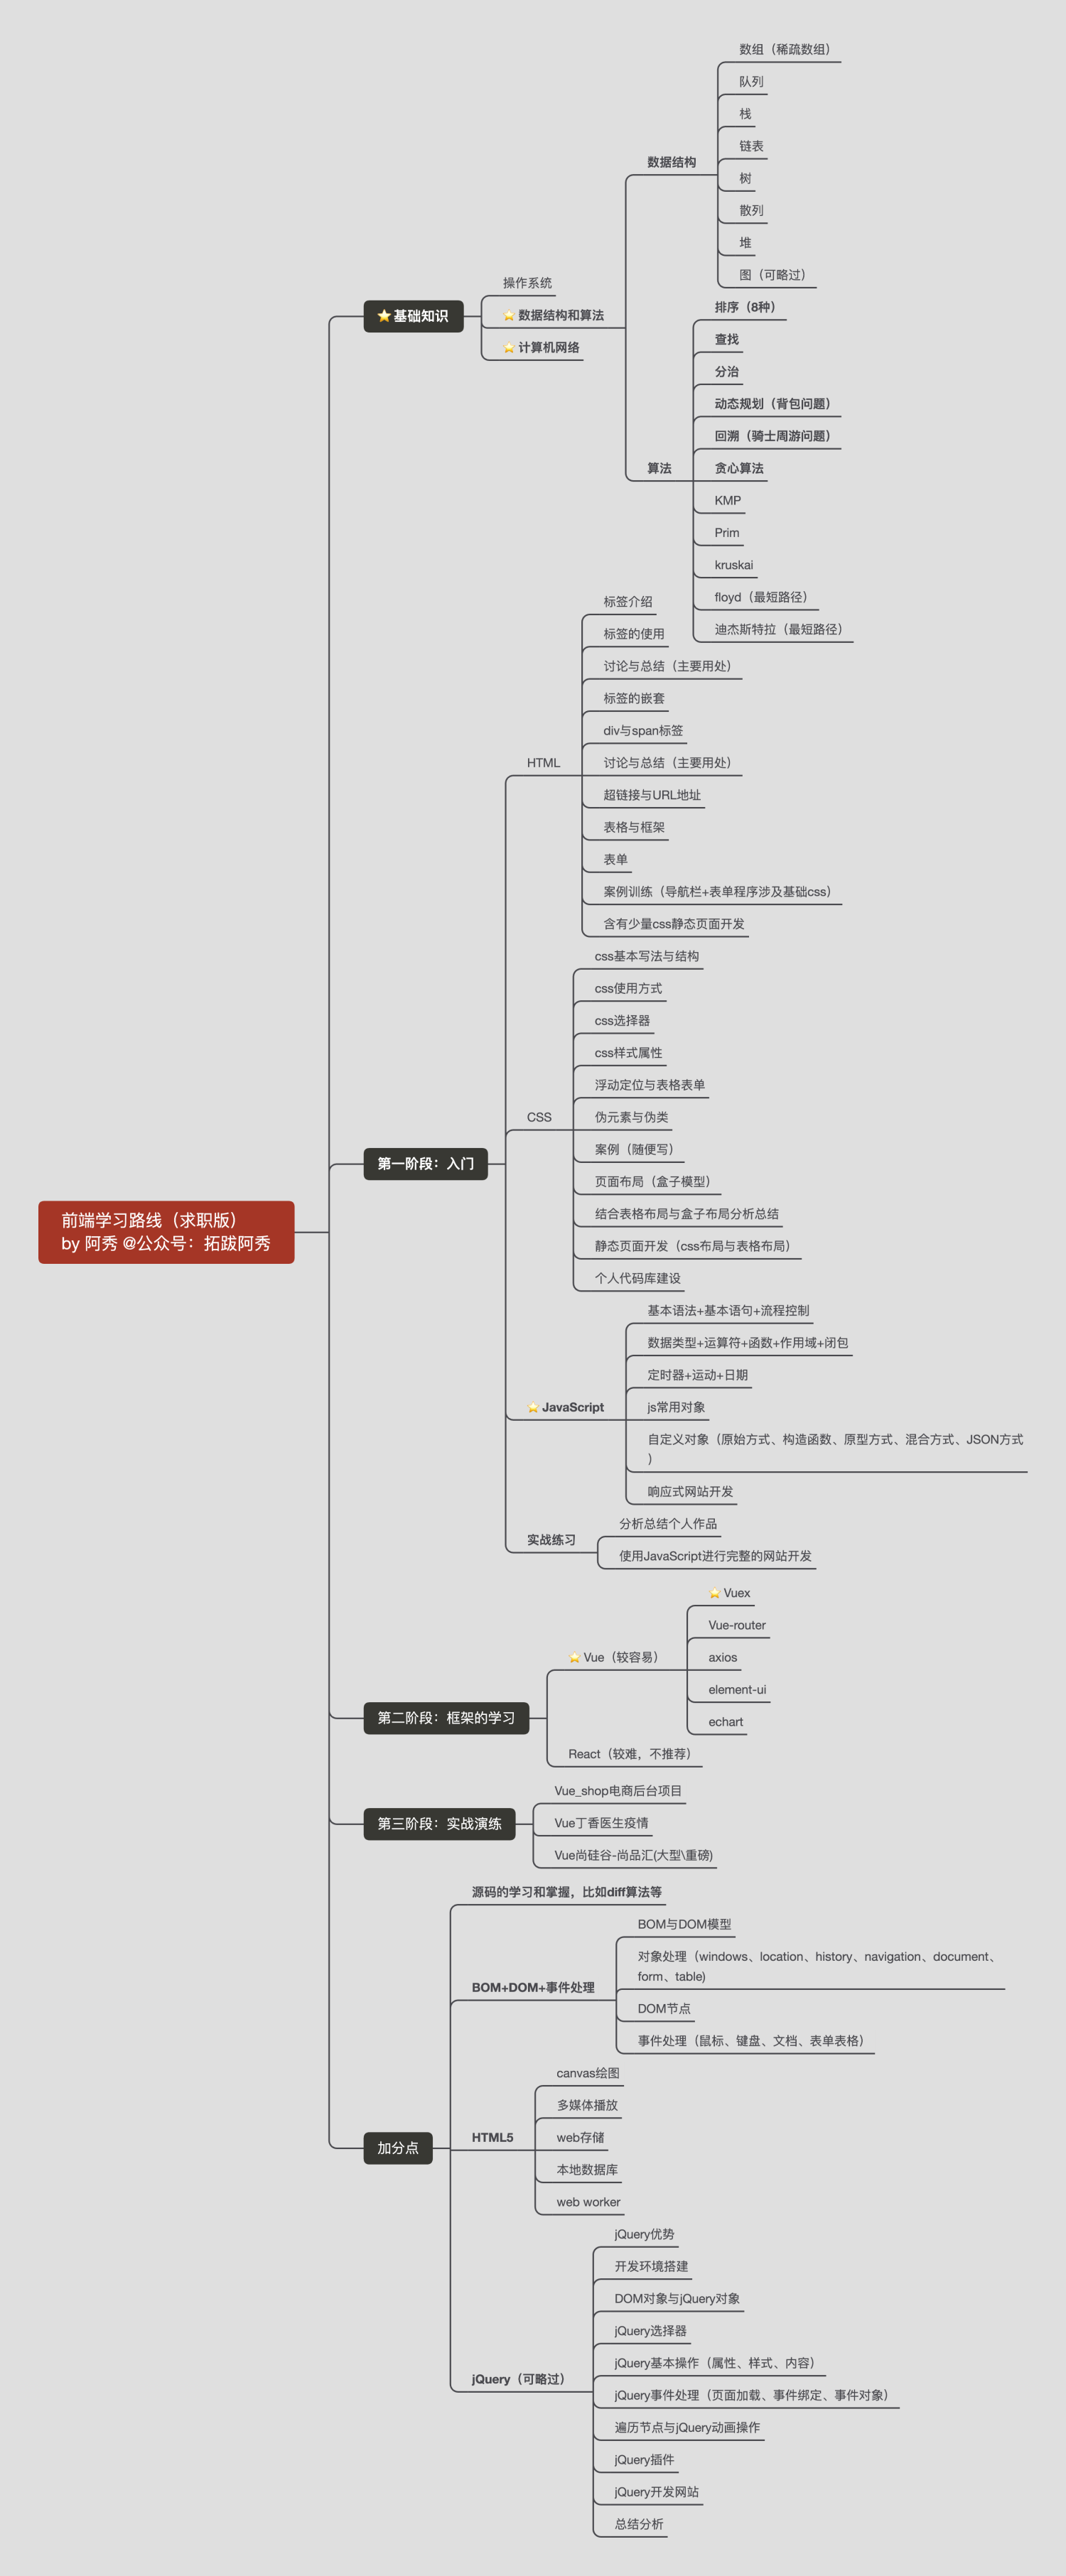 前端学习路线（求职版）
by 阿秀 @公众号：拓跋阿秀
基础知识
操作系统
数据结构和算法
数据结构
数组（稀疏数组）
队列
栈
链表
树
散列
堆
图（可略过）
算法
排序（8种）
查找
分治
动态规划（背包问题）
回溯（骑士周游问题）
贪心算法
KMP
Prim
kruskai
floyd（最短路径）
迪杰斯特拉（最短路径）
计算机网络
第一阶段：入门
HTML
标签介绍
标签的使用
讨论与总结（主要用处）
标签的嵌套
div与span标签
讨论与总结（主要用处）
超链接与URL地址
表格与框架
表单
案例训练（导航栏+表单程序涉及基础css）
含有少量css静态页面开发
CSS
css基本写法与结构
css使用方式
css选择器
css样式属性
浮动定位与表格表单
伪元素与伪类
案例（随便写）
页面布局（盒子模型）
结合表格布局与盒子布局分析总结
静态页面开发（css布局与表格布局）
个人代码库建设
JavaScript
基本语法+基本语句+流程控制
数据类型+运算符+函数+作用域+闭包
定时器+运动+日期
js常用对象
自定义对象（原始方式、构造函数、原型方式、混合方式、JSON方式
）
响应式网站开发
实战练习
分析总结个人作品
使用JavaScript进行完整的网站开发
第二阶段：框架的学习
Vue（较容易）
Vuex
Vue-router
axios
element-ui
echart
React（较难，不推荐）
第三阶段：实战演练
Vue_shop电商后台项目
Vue丁香医生疫情
Vue尚硅谷-尚品汇(大型\重磅)
加分点
源码的学习和掌握，比如diff算法等
BOM+DOM+事件处理
BOM与DOM模型
对象处理（windows、location、history、navigation、document、
form、table)
DOM节点
事件处理（鼠标、键盘、文档、表单表格）
HTML5
canvas绘图
多媒体播放
web存储
本地数据库
web worker
jQuery（可略过）
jQuery优势
开发环境搭建
DOM对象与jQuery对象
jQuery选择器
jQuery基本操作（属性、样式、内容）
jQuery事件处理（页面加载、事件绑定、事件对象）
遍历节点与jQuery动画操作
jQuery插件
jQuery开发网站
总结分析